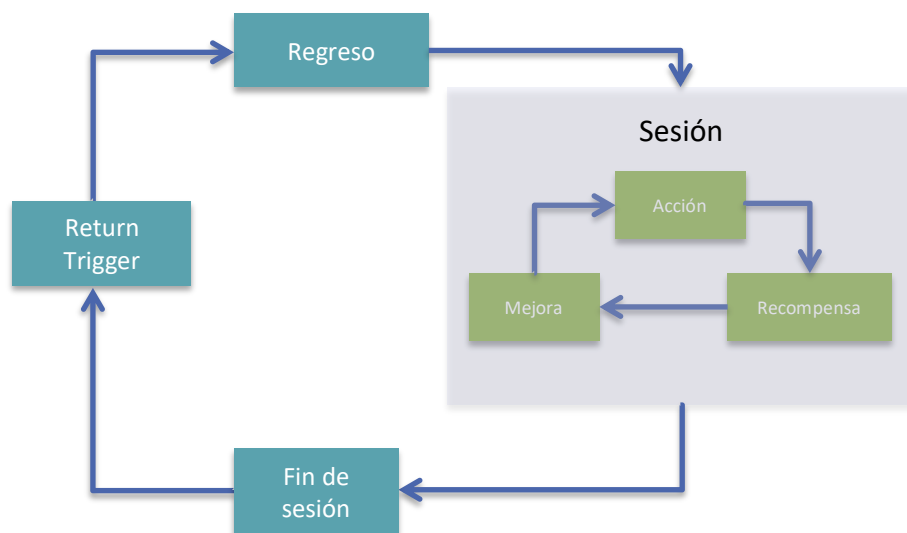 Regreso
Sesión
Acción
Return
Trigger
Mejora
Recompensa
Fin de
sesión